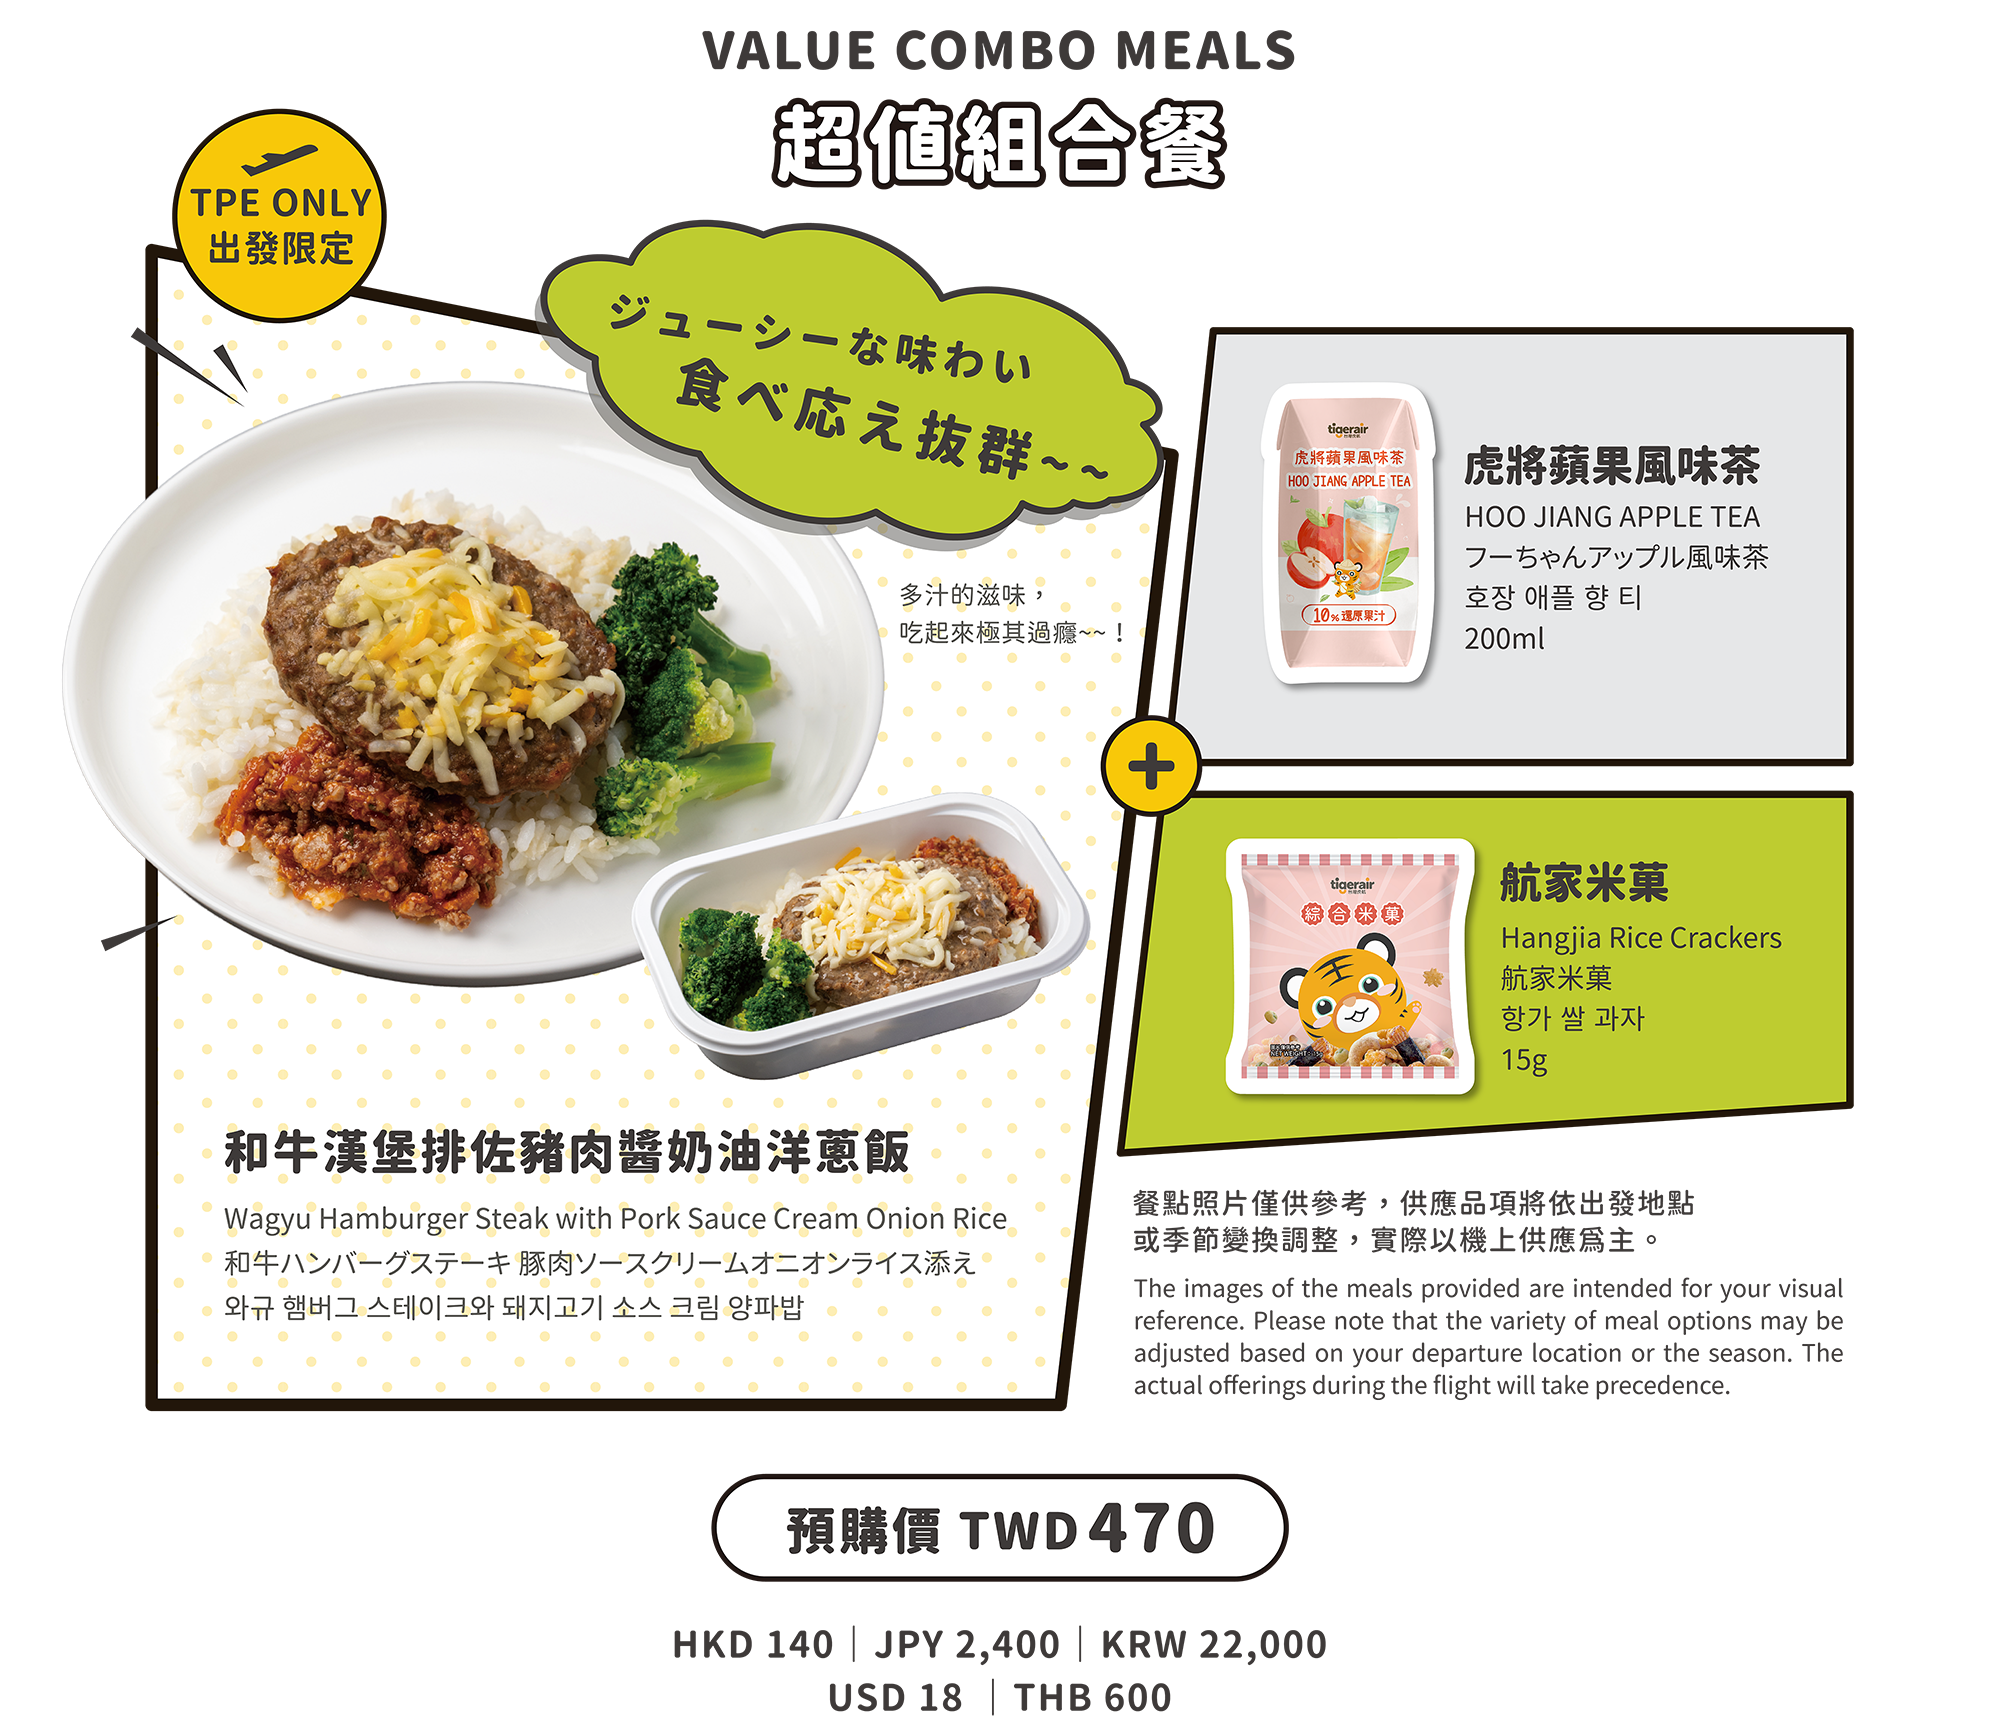 VALUE COMBO MEALS
超值組合餐
TPE ONLY
出發限定
ジューシーな味わい
食べ応え抜群~~
多汁的滋味，
吃起來極其過癮~~！
和牛漢堡排佐豬肉醬奶油洋蔥飯
Wagyu Hamburger Steak with Pork Sauce Cream Onion Rice
和牛ハンバーグステーキ 豚肉ソースクリームオニオンライス添え
와규 햄버그 스테이크와 돼지고기 소스 크림 양파밥
+
tigerair
台灣虎航
虎將蘋果風味茶
HOO JIANG APPLE TEA
10% 還原果汁
虎將蘋果風味茶
HOO JIANG APPLE TEA
フーちゃんアップル風味茶
호장 애플 향 티
200ml
tigerair
台灣虎航
綜合米菓
NET WEIGHT: 15g
航家米菓
Hangjia Rice Crackers
航家米菓
항가 쌀 과자
15g
餐點照片僅供參考，供應品項將依出發地點
或季節變換調整，實際以機上供應為主。
The images of the meals provided are intended for your visual
reference. Please note that the variety of meal options may be
adjusted based on your departure location or the season. The
actual offerings during the flight will take precedence.
預購價 TWD 470
HKD 140｜JPY 2,400｜KRW 22,000
USD 18 ｜THB 600